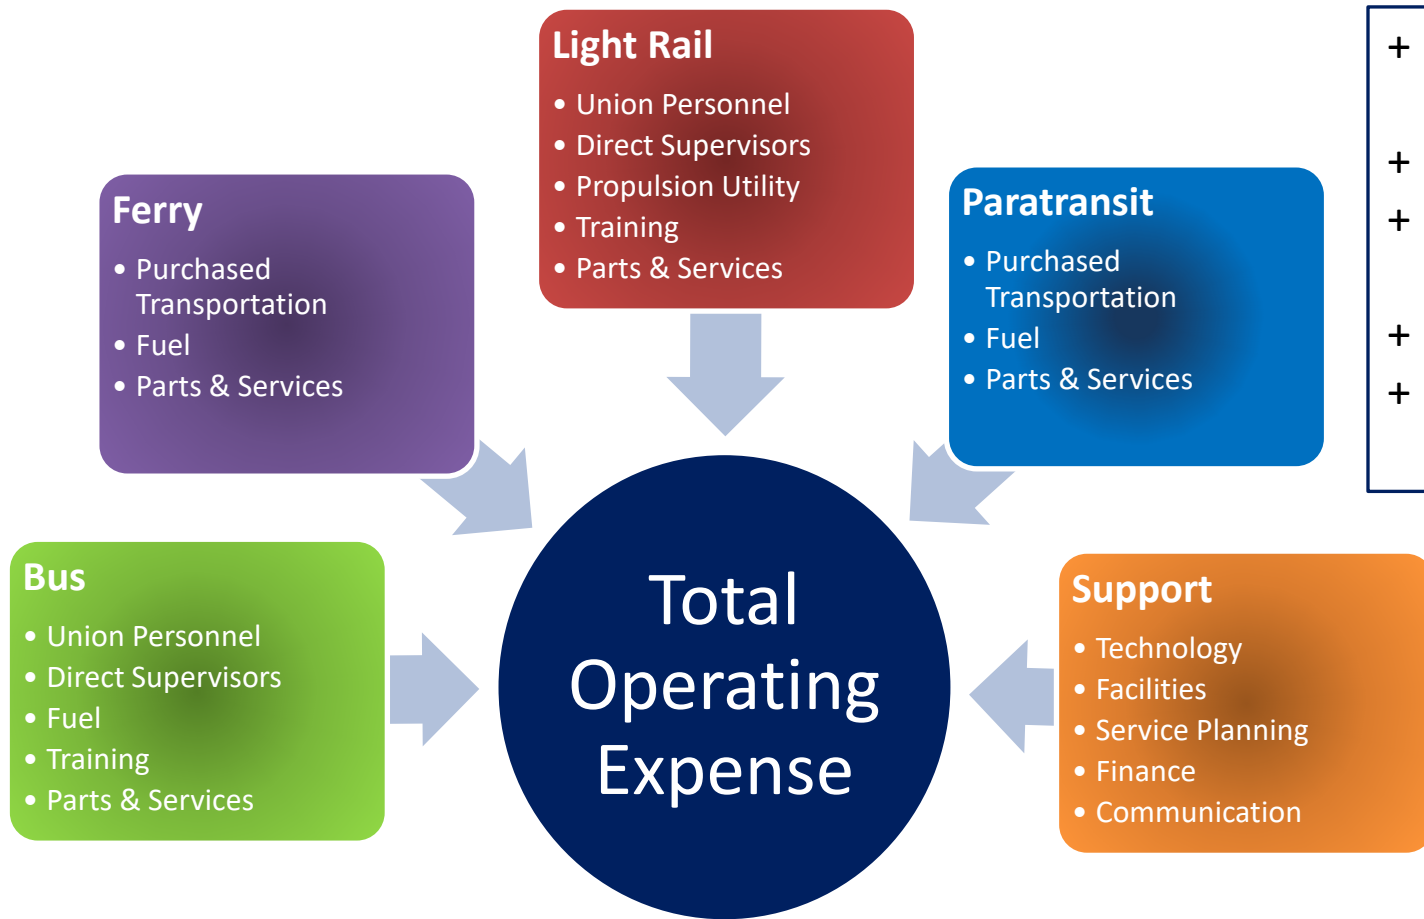 Light Rail
• Union Personnel
• Direct Supervisors
• Propulsion Utility
• Training
• Parts & Services
Ferry
• Purchased
Transportation
• Fuel
• Parts & Services
Paratransit
• Purchased
Transportation
• Fuel
• Parts & Services
Bus
• Union Personnel
• Direct Supervisors
• Fuel
• Training
• Parts & Services
Total
Operating
Expense
Support
• Technology
• Facilities
• Service Planning
• Finance
• Communication
+
+
+
+
+